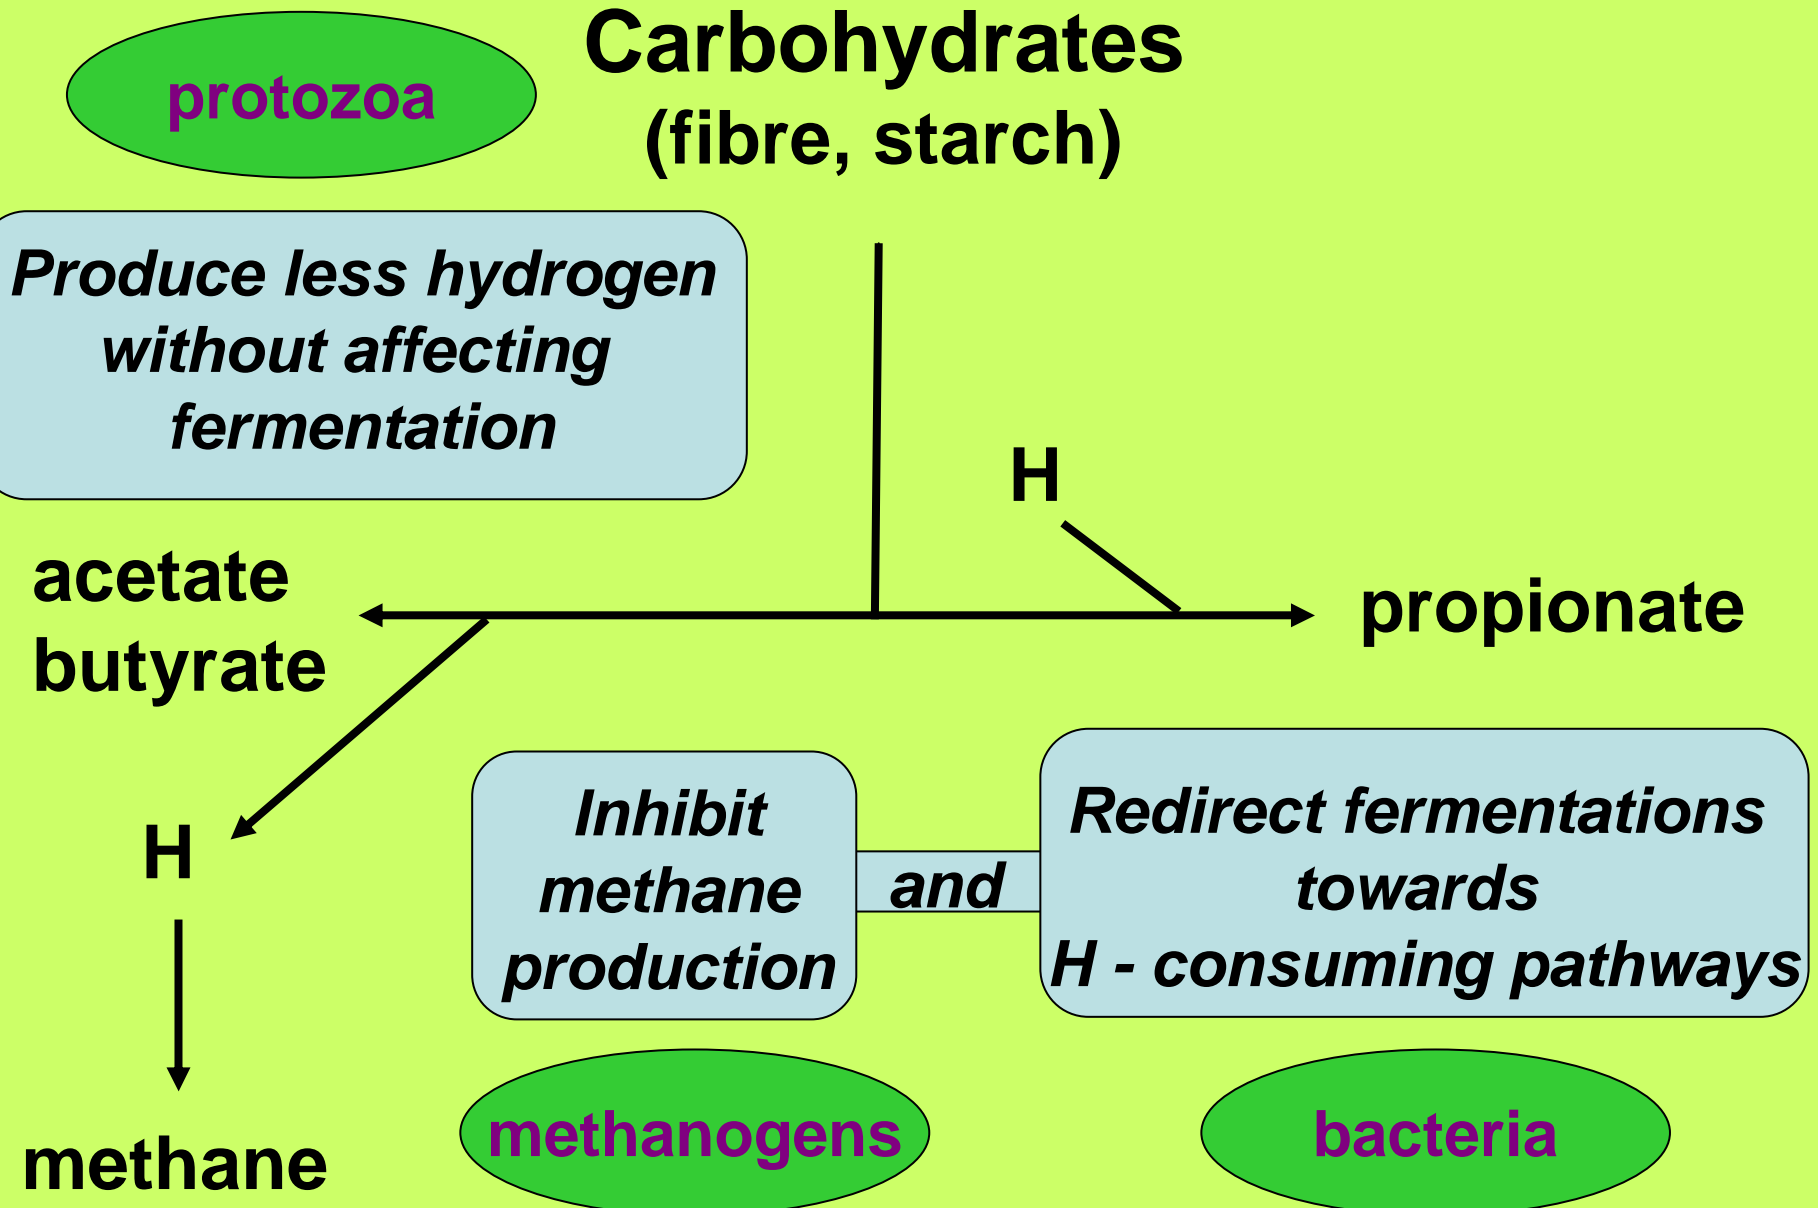 protozoa
Carbohydrates
(fibre, starch)
Produce less hydrogen
without affecting
fermentation
H
acetate
butyrate
propionate
H
Inhibit
methane
production
and
Redirect fermentations
towards
H - consuming pathways
methane
methanogens
bacteria